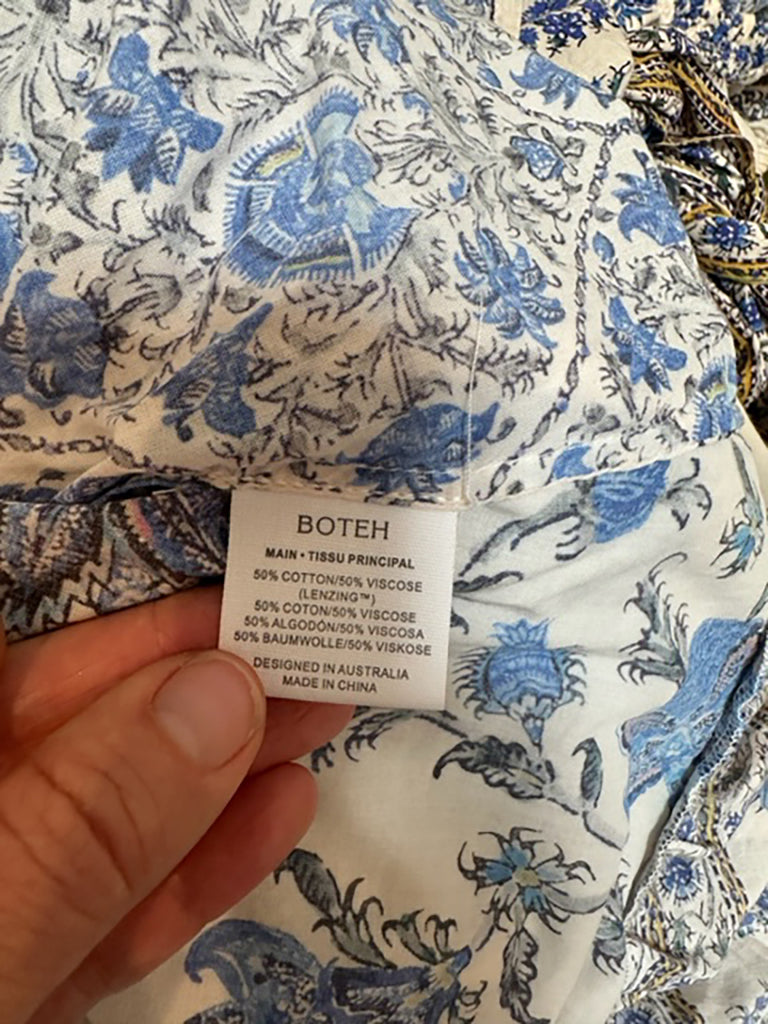 BOTEH
MAIN • TISSU PRINCIPAL
50% COTTON/50% VISCOSE
(LENZING™)
50% COTON/50% VISCOSE
50% ALGODÓN/50% VISCOSA
50% BAUMWOLLE/50% VISKOSE
DESIGNED IN AUSTRALIA
MADE IN CHINA